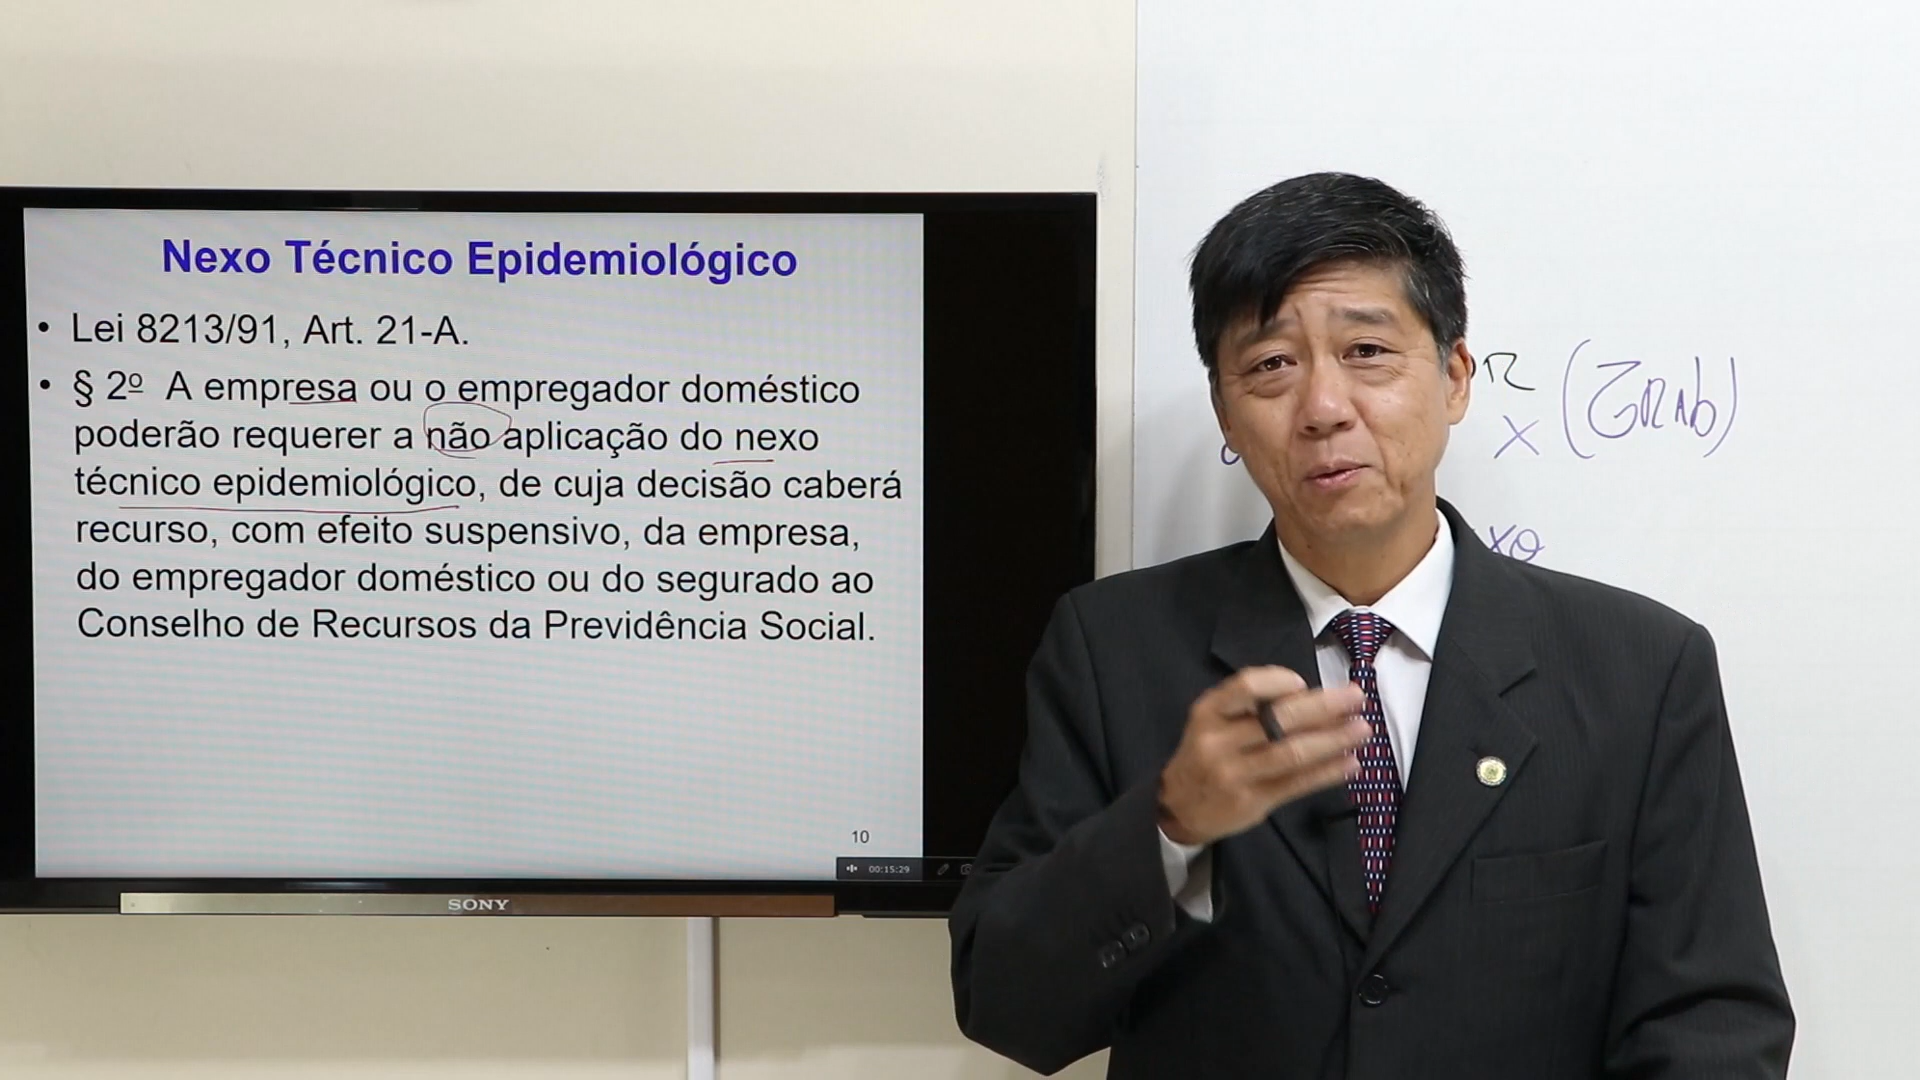 Nexo Técnico Epidemiológico
• Lei 8213/91, Art. 21-A.
• § 2º A empresa ou o empregador doméstico
poderão requerer a não aplicação do nexo
técnico epidemiológico, de cuja decisão caberá
recurso, com efeito suspensivo, da empresa,
do empregador doméstico ou do segurado ao
Conselho de Recursos da Previdência Social.
10
00:15:29
SONY
x